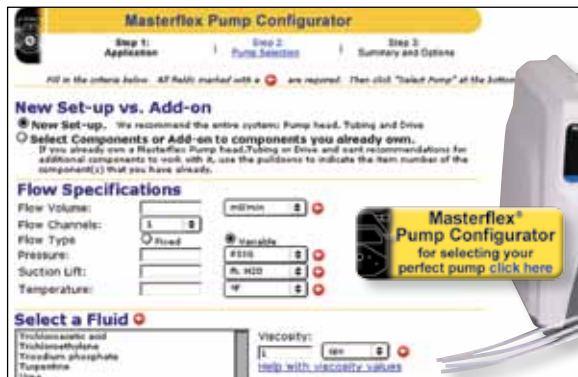 Masterflex Pump Configurator
Step 1:
Application
Step 2:
Pump Selection
Step 3:
Summary and Options
Fill in the criteria below. All fields marked with a are required. Then click "Select Pump" at the bottom
New Set-up vs. Add-on
New Set-up. We recommend the entire system: Pump head, Tubing and Drive
Select Components or Add-on to components you already own.
If you already own a Masterflex Pump head, Tubing or Drive and want recommendations for
additional components to work with it, use the pulldowns to indicate the item number of the
component(s) that you have already.
Flow Specifications
Flow Volume:
ml/min
Flow Channels:
1
Flow Type
Fixed
Variable
Pressure:
PSIG
Suction Lift:
ft. H2O
Temperature:
°F
Masterflex®
Pump Configurator
for selecting your
perfect pump click here
Select a Fluid
Trichloroacetic acid
Trichloroethylene
Trisodium phosphate
Turpentine
Urea
Viscosity:
1
cps
Help with viscosity values